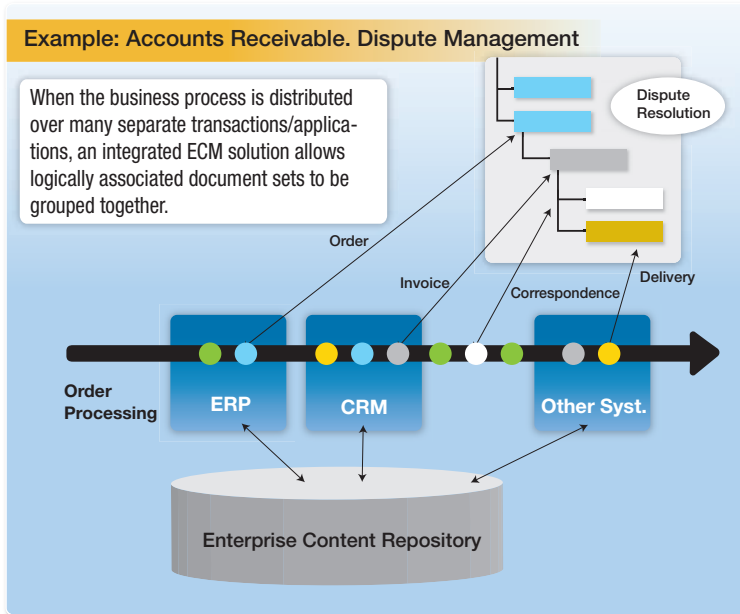 Example: Accounts Receivable. Dispute Management
When the business process is distributed
over many separate transactions/applica-
tions, an integrated ECM solution allows
logically associated document sets to be
grouped together.
Dispute
Resolution
Order
Invoice
Correspondence
Delivery
Order
Processing
ERP
CRM
Other Syst.
Enterprise Content Repository